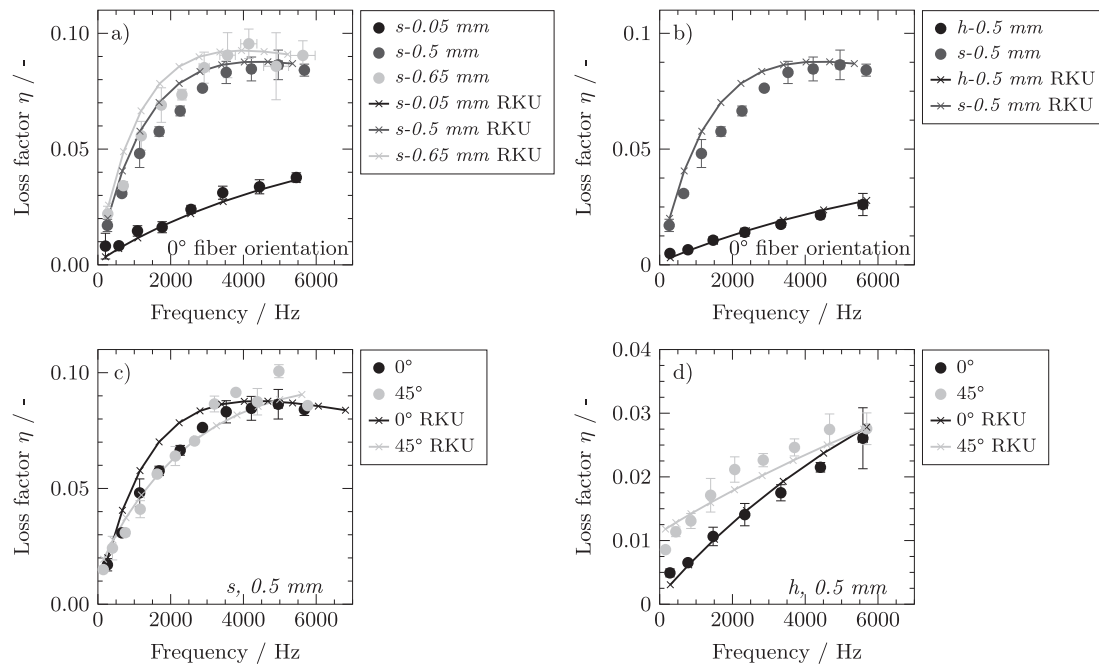 a)
0.10
0.05
0.00
Loss factor η / -
0° fiber orientation
0 2000 4000 6000
Frequency / Hz
s-0.05 mm
s-0.5 mm
s-0.65 mm
s-0.05 mm RKU
s-0.5 mm RKU
s-0.65 mm RKU
b)
0.10
0.05
0.00
Loss factor η / -
0° fiber orientation
0 2000 4000 6000
Frequency / Hz
h-0.5 mm
s-0.5 mm
h-0.5 mm RKU
s-0.5 mm RKU
c)
0.10
0.05
0.00
Loss factor η / -
s, 0.5 mm
0 2000 4000 6000
Frequency / Hz
0°
45°
0° RKU
45° RKU
d)
0.04
0.03
0.02
0.01
0.00
Loss factor η / -
h, 0.5 mm
0 2000 4000 6000
Frequency / Hz
0°
45°
0° RKU
45° RKU